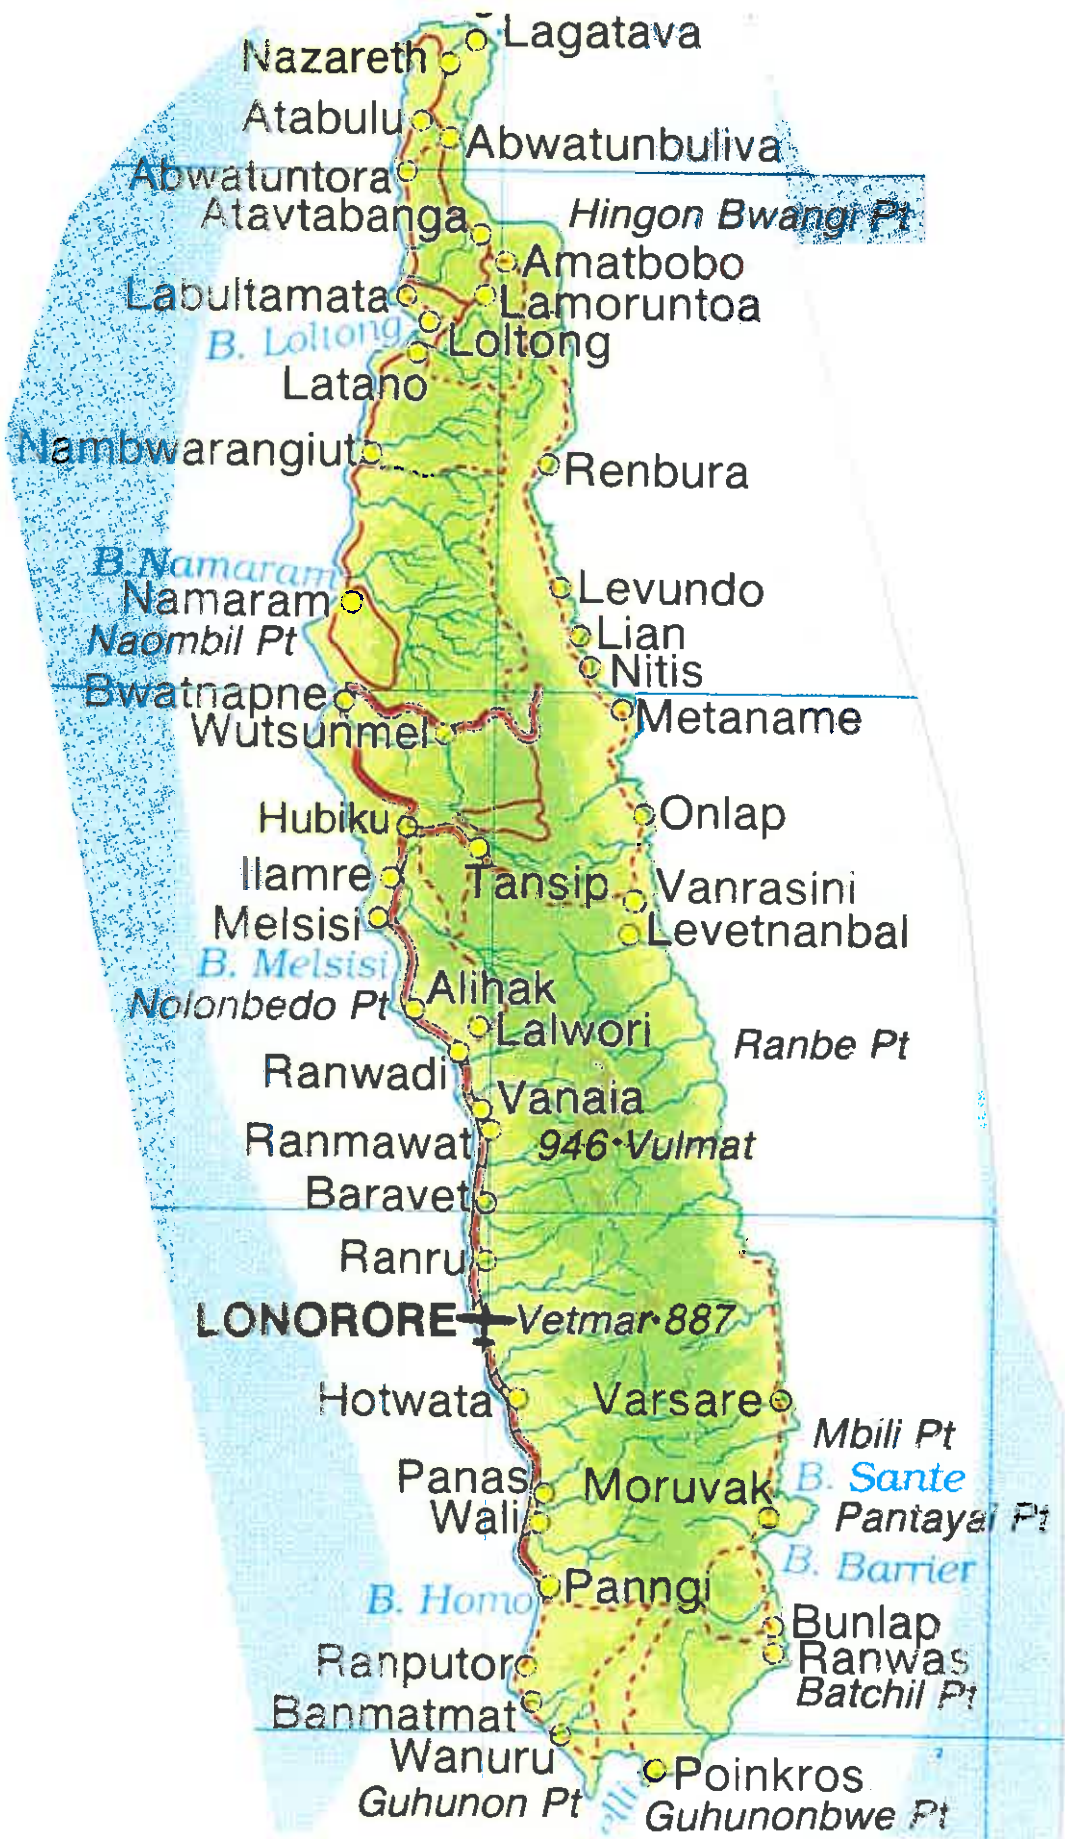 Lagatava
Nazareth
Atabulu
Abwatunbuliva
Abwatuntora
Atavtabanga
Hingon Bwangi Pt
Amatbobo
Labultamata
Lamoruntoa
B. Loltong
Loltong
Latano
Nambwarangiut
Renbura
B. Namaram
Levundo
Namaram
Lian
Naombil Pt
Nitis
Bwatnapne
Metaname
Wutsunmel
Onlap
Hubiku
Ilamre
Tansip
Vanrasini
Melsisi
Levetnanbal
B. Melsisi
Alihak
Nolonbedo Pt
Lalwori
Ranbe Pt
Ranwadi
Vanaia
Ranmawat
946•Vulmat
Baravet
Ranru
LONORORE
Vetmar•887
Hotwata
Varsare
Mbili Pt
Panas
Moruvak
B. Sante
Wali
Pantayal Pt
B. Barrier
Panngi
B. Homo
Bunlap
Ranputor
Ranwas
Batchil Pt
Banmatmat
Wanuru
Poinkros
Guhunon Pt
elli
Guhunonbwe Pt